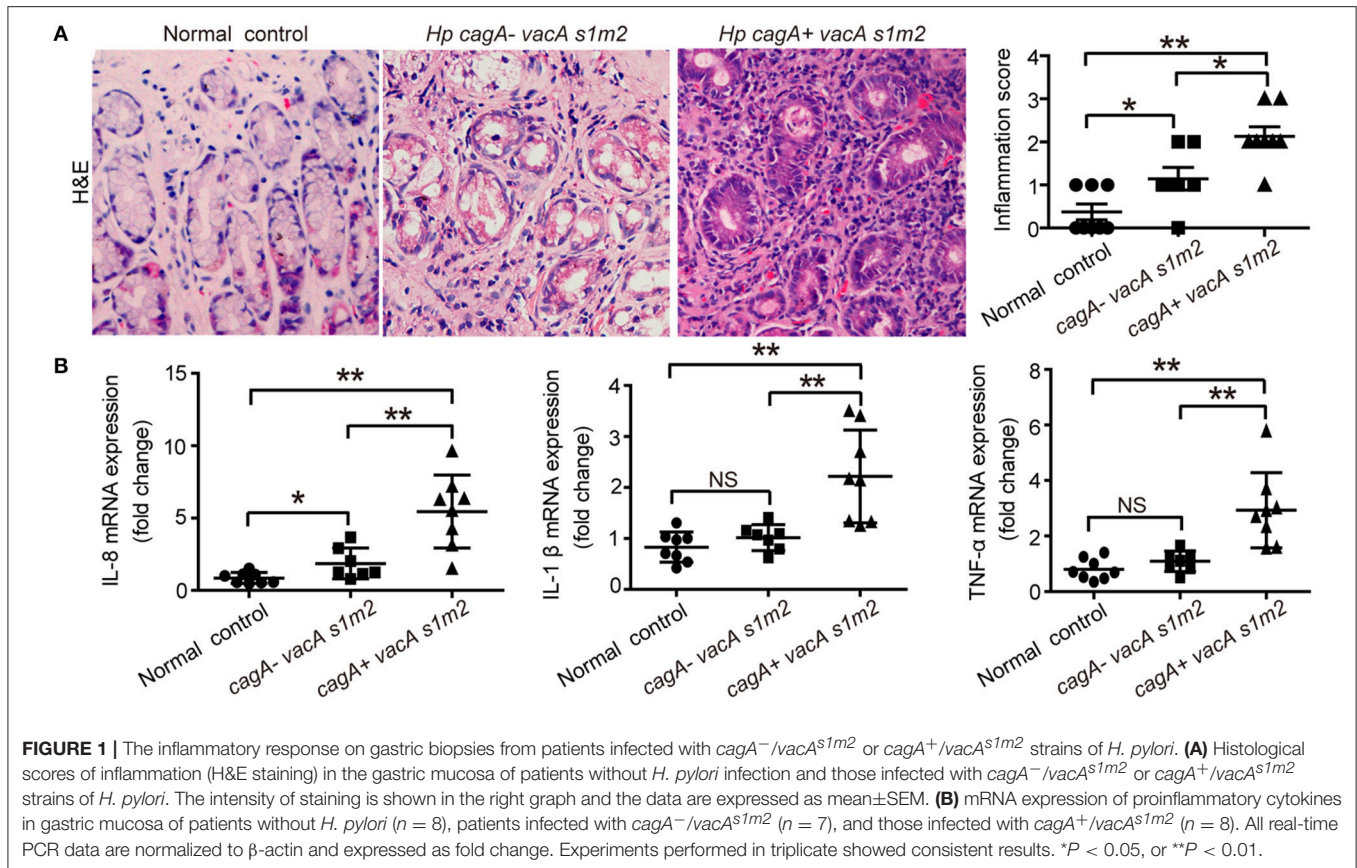 A
Normal control
Hp cagA- vacA s1m2
Hp cagA+ vacA s1m2
H&E
Inflammation score
4
3
2
1
0
**
*
*
Normal control
cagA- vacA s1m2
cagA+ vacA s1m2
B
IL-8 mRNA expression
(fold change)
15
10
5
0
**
**
*
Normal control
cagA- vacA s1m2
cagA+ vacA s1m2
IL-1 β mRNA expression
(fold change)
4
3
2
1
0
**
**
NS
Normal control
cagA- vacA s1m2
cagA+ vacA s1m2
TNF-α mRNA expression
(fold change)
8
6
4
2
0
**
**
NS
Normal control
cagA- vacA s1m2
cagA+ vacA s1m2
FIGURE 1 | The inflammatory response on gastric biopsies from patients infected with cagA−/vacAs1m2 or cagA+/vacAs1m2 strains of H. pylori. (A) Histological
scores of inflammation (H&E staining) in the gastric mucosa of patients without H. pylori infection and those infected with cagA−/vacAs1m2 or cagA+/vacAs1m2
strains of H. pylori. The intensity of staining is shown in the right graph and the data are expressed as mean±SEM. (B) mRNA expression of proinflammatory cytokines
in gastric mucosa of patients without H. pylori (n = 8), patients infected with cagA−/vacAs1m2 (n = 7), and those infected with cagA+/vacAs1m2 (n = 8). All real-time
PCR data are normalized to β-actin and expressed as fold change. Experiments performed in triplicate showed consistent results. *P < 0.05, or **P < 0.01.